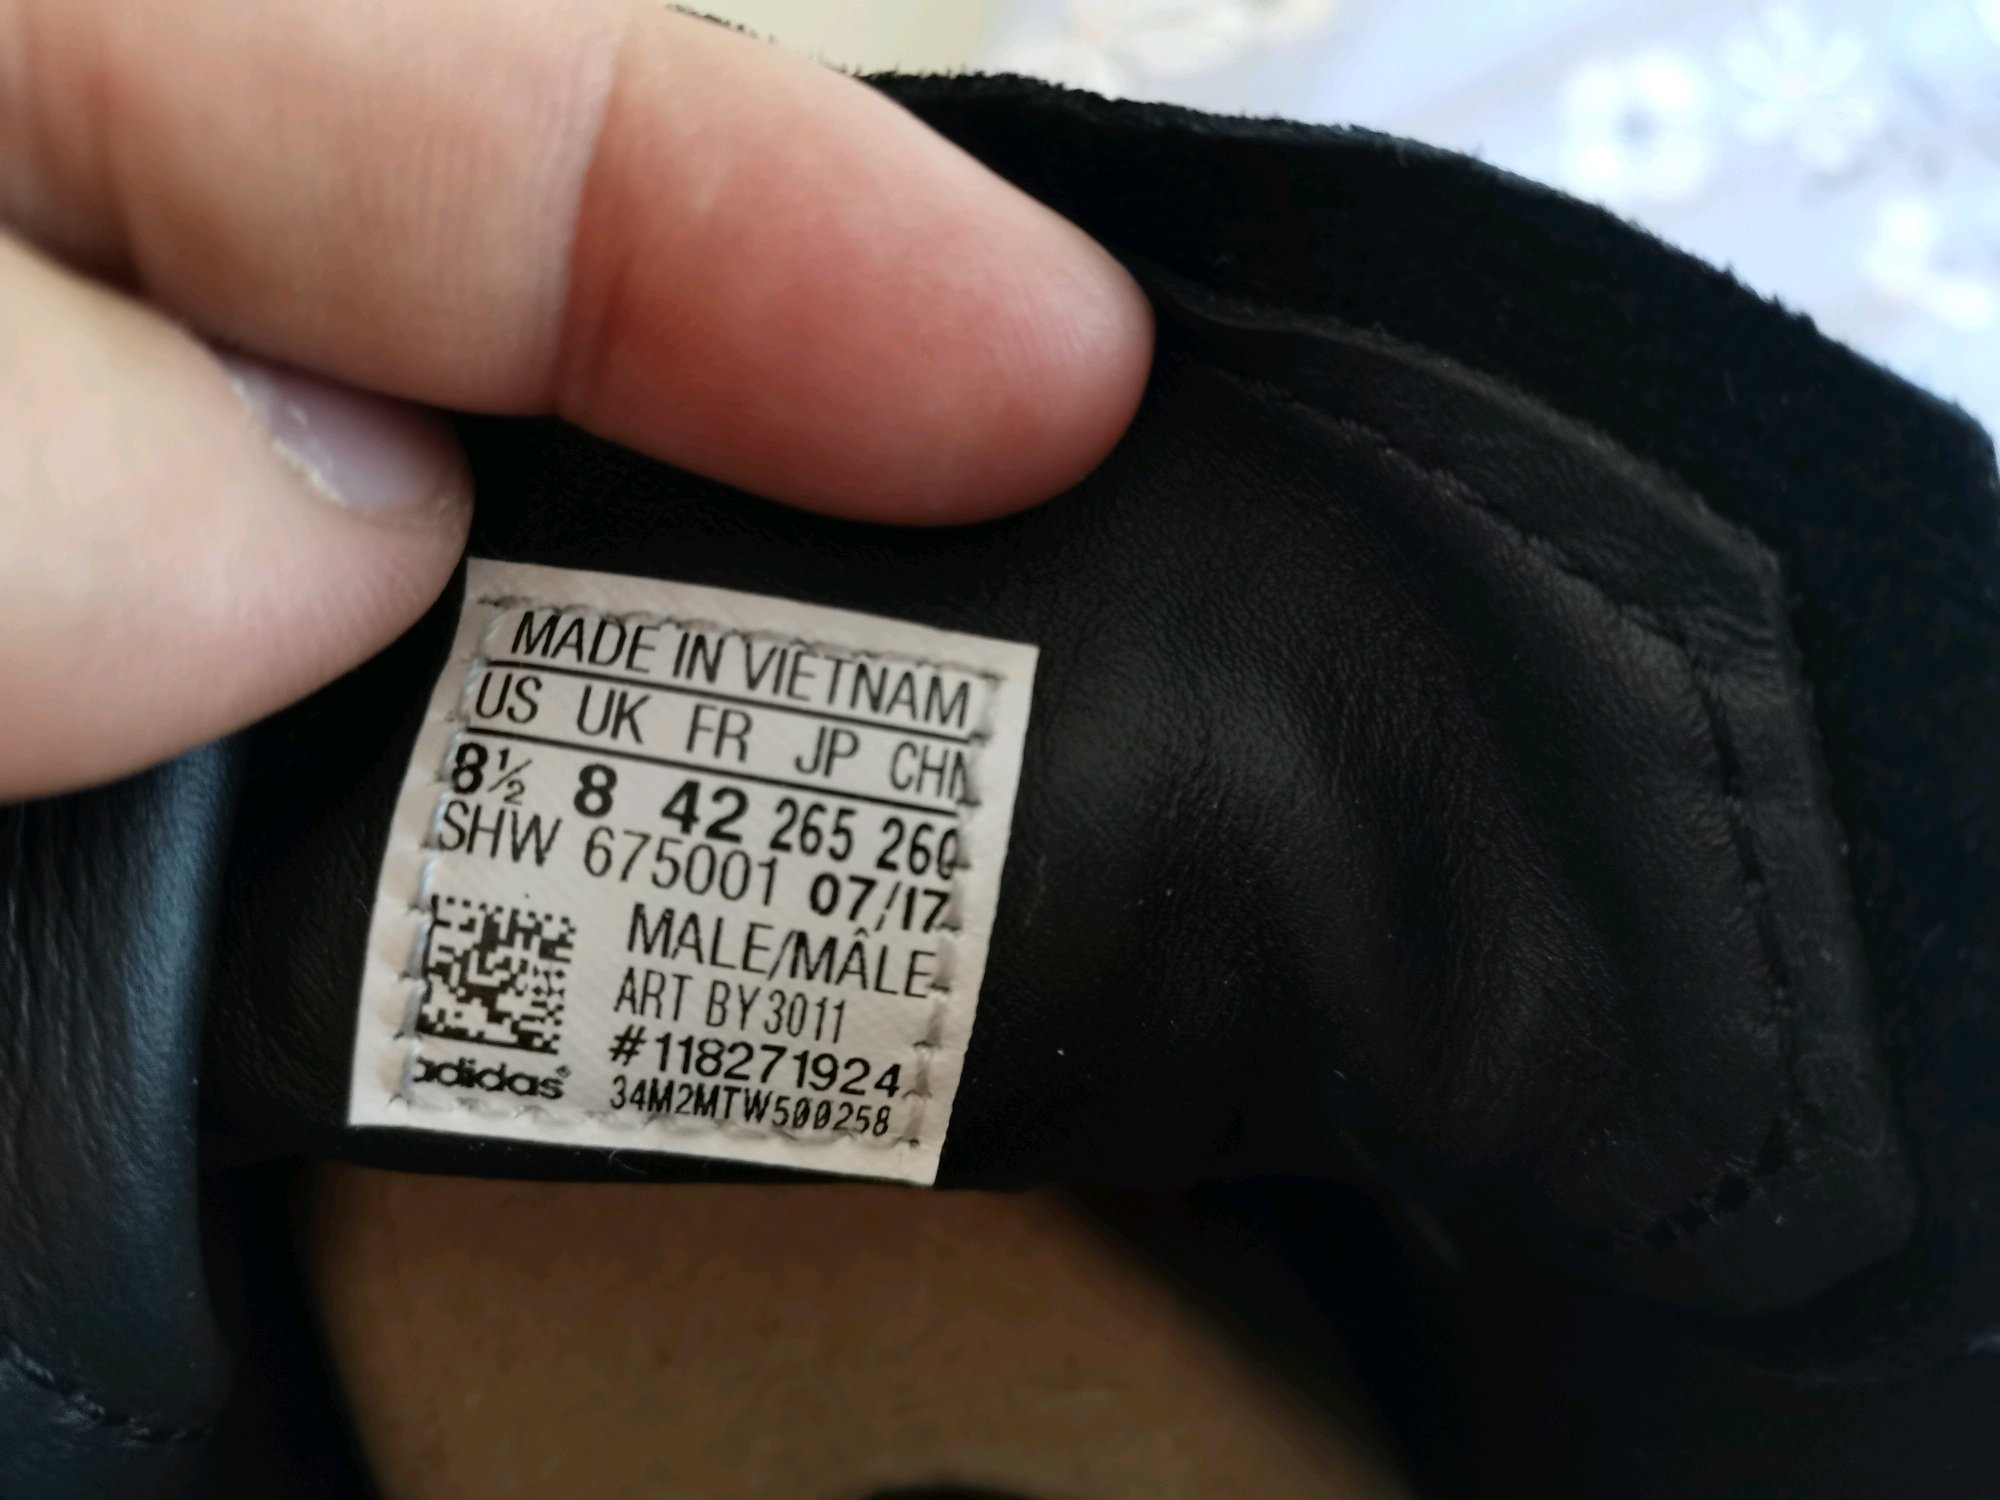 MADE IN VIETNAM
US UK FR JP CHN
8½ 8 42 265 260
SHW 675001 07/17
MALE/MÂLE
ART BY3011
#118271924
adidas®
34M2MTW500258